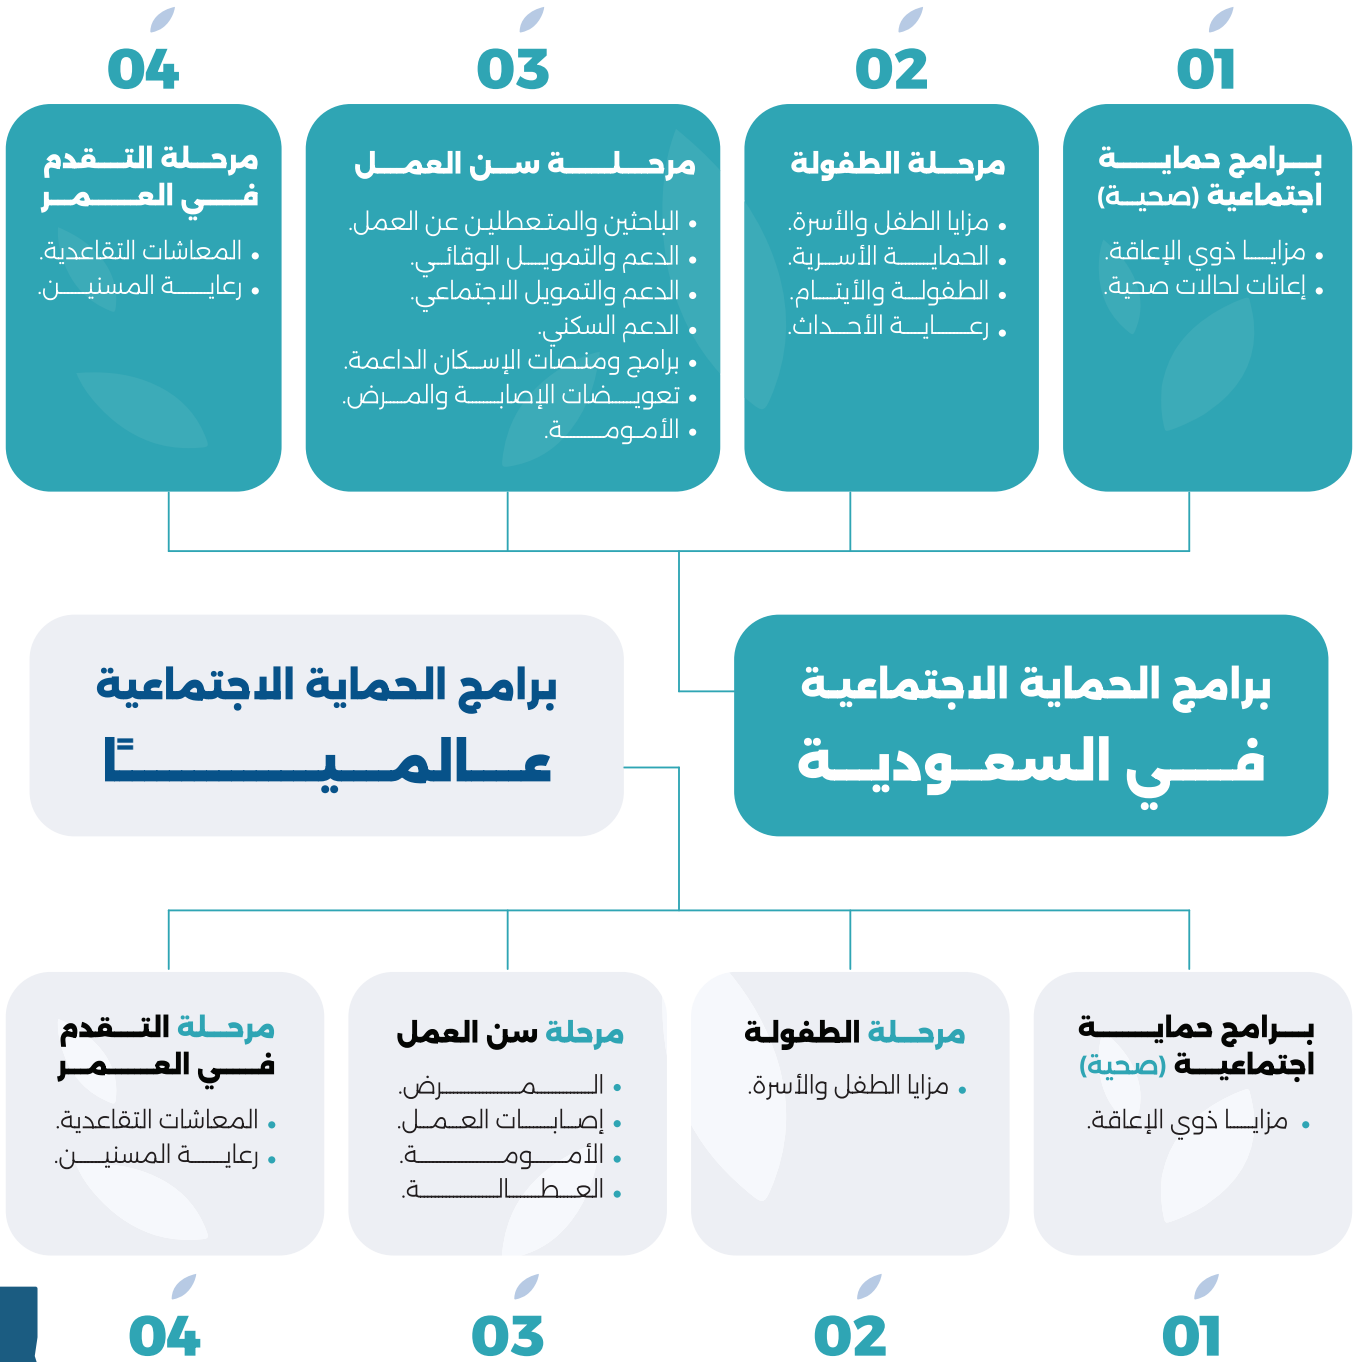 01
برامج حماية
اجتماعية (صحية)
• مزايا ذوي الإعاقة.
• إعانات لحالات صحية.
02
مرحلة الطفولة
• مزايا الطفل والأسرة.
• الحماية الأسرية.
• الطفولة والأيتام.
• رعاية الأحداث.
03
مرحلة سن العمل
• الباحثين والمتعطلين عن العمل.
• الدعم والتمويل الوقائي.
• الدعم والتمويل الاجتماعي.
• الدعم السكني.
• برامج ومنصات الإسكان الداعمة.
• تعويضات الإصابة والمرض.
• الأمومة.
04
مرحلة التقدم
في العمر
• المعاشات التقاعدية.
• رعاية المسنين.
برامج الحماية الاجتماعية
في السعودية
برامج الحماية الاجتماعية
عالميًا
برامج حماية
اجتماعية (صحية)
• مزايا ذوي الإعاقة.
01
مرحلة الطفولة
• مزايا الطفل والأسرة.
02
مرحلة سن العمل
• المرض.
• إصابات العمل.
• الأمومة.
• العطالة.
03
مرحلة التقدم
في العمر
• المعاشات التقاعدية.
• رعاية المسنين.
04